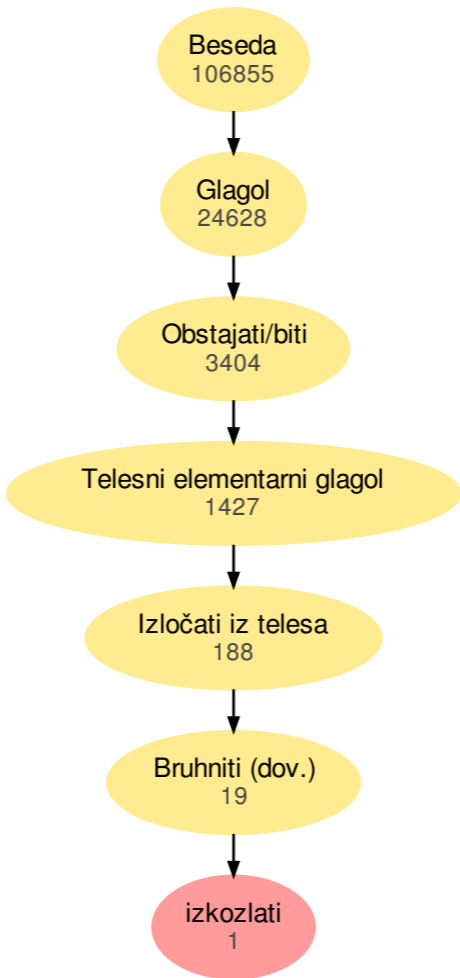 Beseda
106855
Glagol
24628
Obstajati/biti
3404
Telesni elementarni glagol
1427
Izločati iz telesa
188
Bruhniti (dov.)
19
izkozlati
1